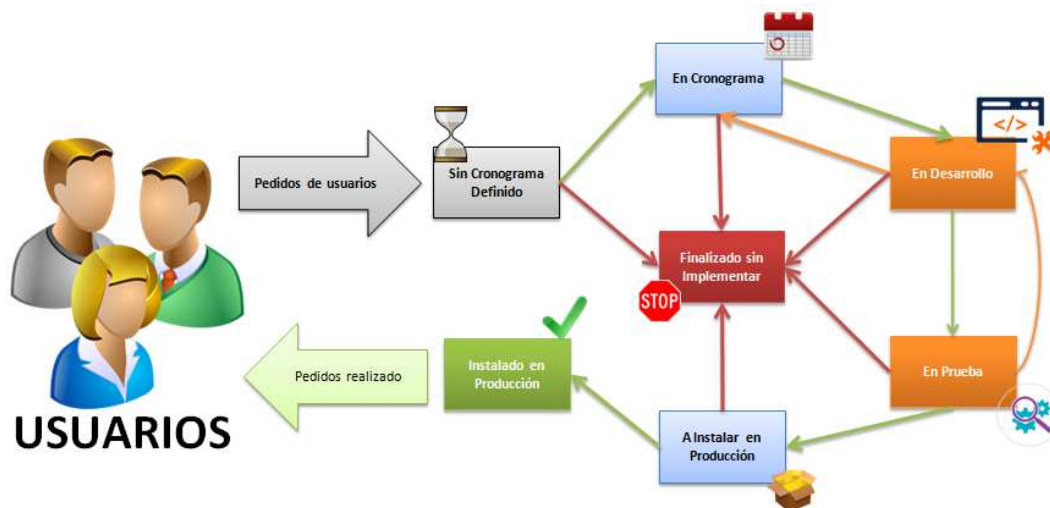 En Cronograma
</>
En Desarrollo
Pedidos de usuarios
Sin Cronograma
Definido
Finalizado sin
Implementar
STOP
Instalado en
Producción
Pedidos realizado
En Prueba
A Instalar en
Producción
USUARIOS